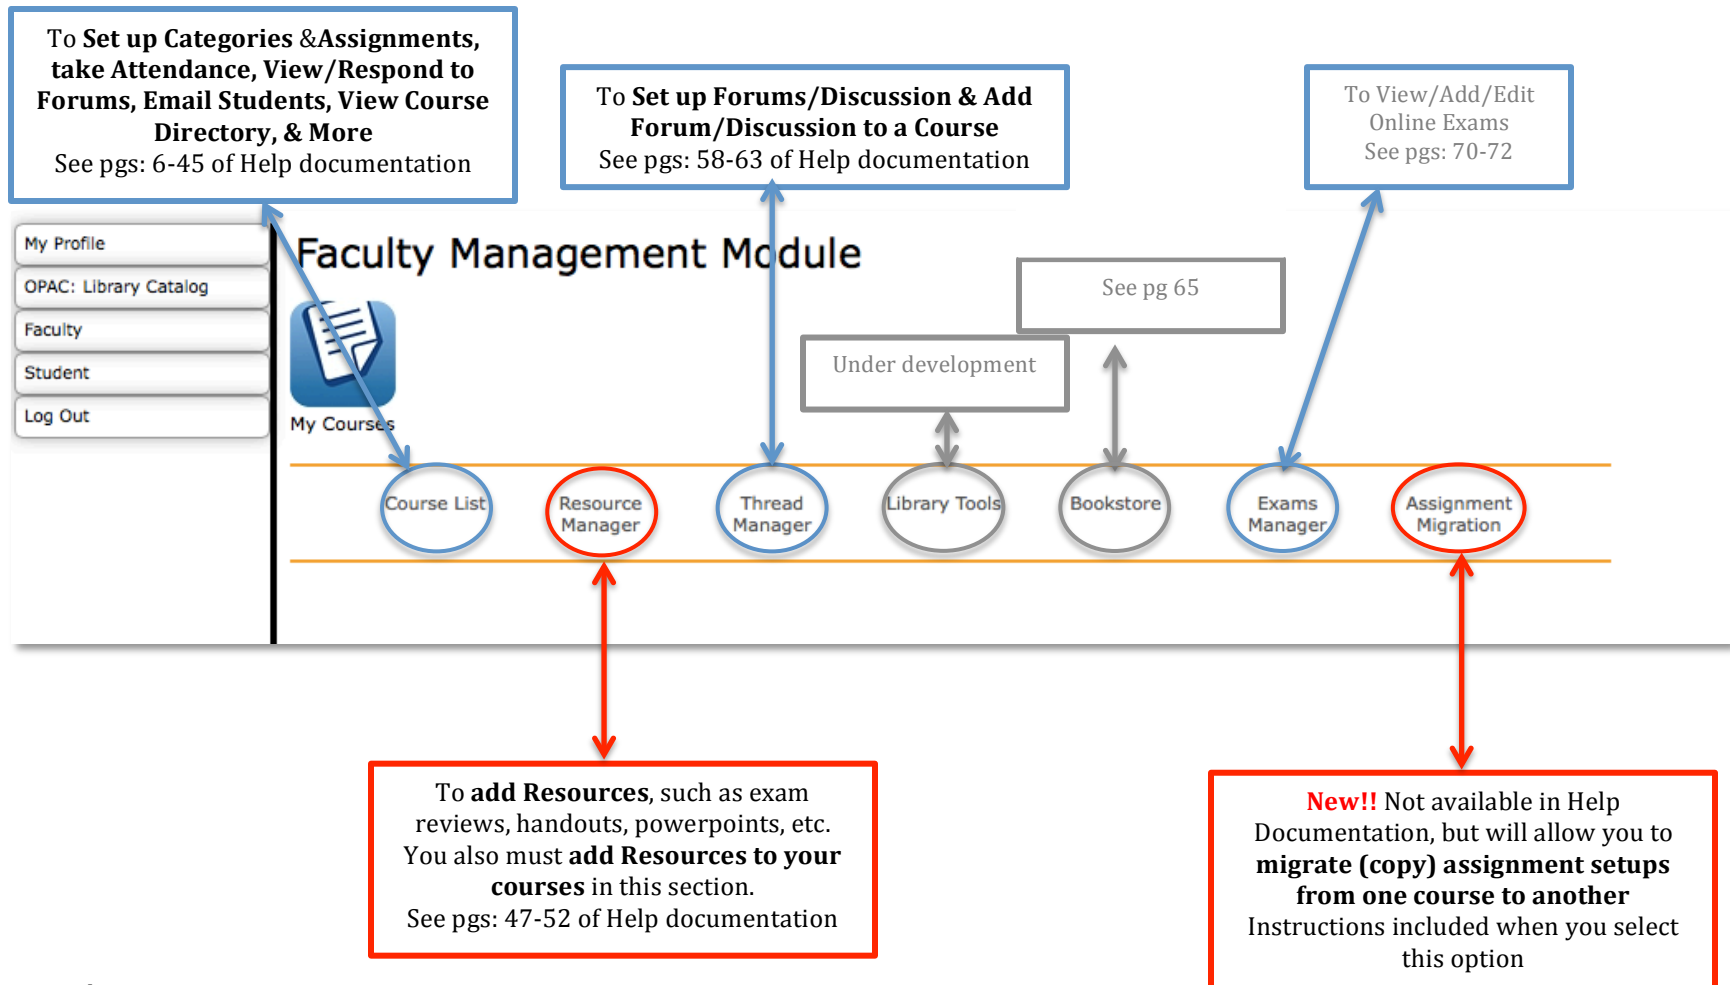 To Set up Categories &Assignments,
take Attendance, View/Respond to
Forums, Email Students, View Course
Directory, & More
See pgs: 6-45 of Help documentation
To Set up Forums/Discussion & Add
Forum/Discussion to a Course
See pgs: 58-63 of Help documentation
To View/Add/Edit
Online Exams
See pgs: 70-72
My Profile
OPAC: Library Catalog
Faculty
Student
Log Out
Faculty Management Module
See pg 65
Under development
My Courses
Course List
Resource
Manager
Thread
Manager
Library Tools
Bookstore
Exams
Manager
Assignment
Migration
To add Resources, such as exam
reviews, handouts, powerpoints, etc.
You also must add Resources to your
courses in this section.
See pgs: 47-52 of Help documentation
New!! Not available in Help
Documentation, but will allow you to
migrate (copy) assignment setups
from one course to another
Instructions included when you select
this option